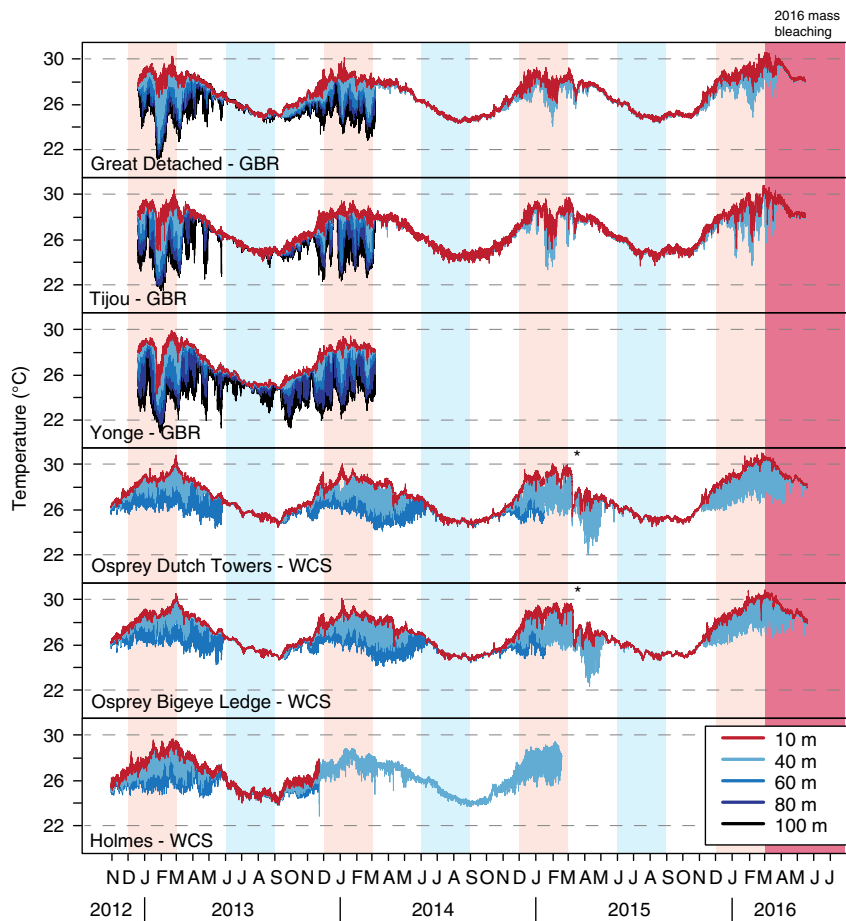 2016 mass
bleaching
30
26
22
Great Detached - GBR
30
26
22
Tijou - GBR
30
26
22
Yonge - GBR
Temperature (°C)
*
30
26
22
Osprey Dutch Towers - WCS
*
30
26
22
Osprey Bigeye Ledge - WCS
30
26
22
Holmes - WCS
10 m
40 m
60 m
80 m
100 m
N D J F M A M J J A S O N D J F M A M J J A S O N D J F M A M J J A S O N D J F M A M J J
2012 2013 2014 2015 2016